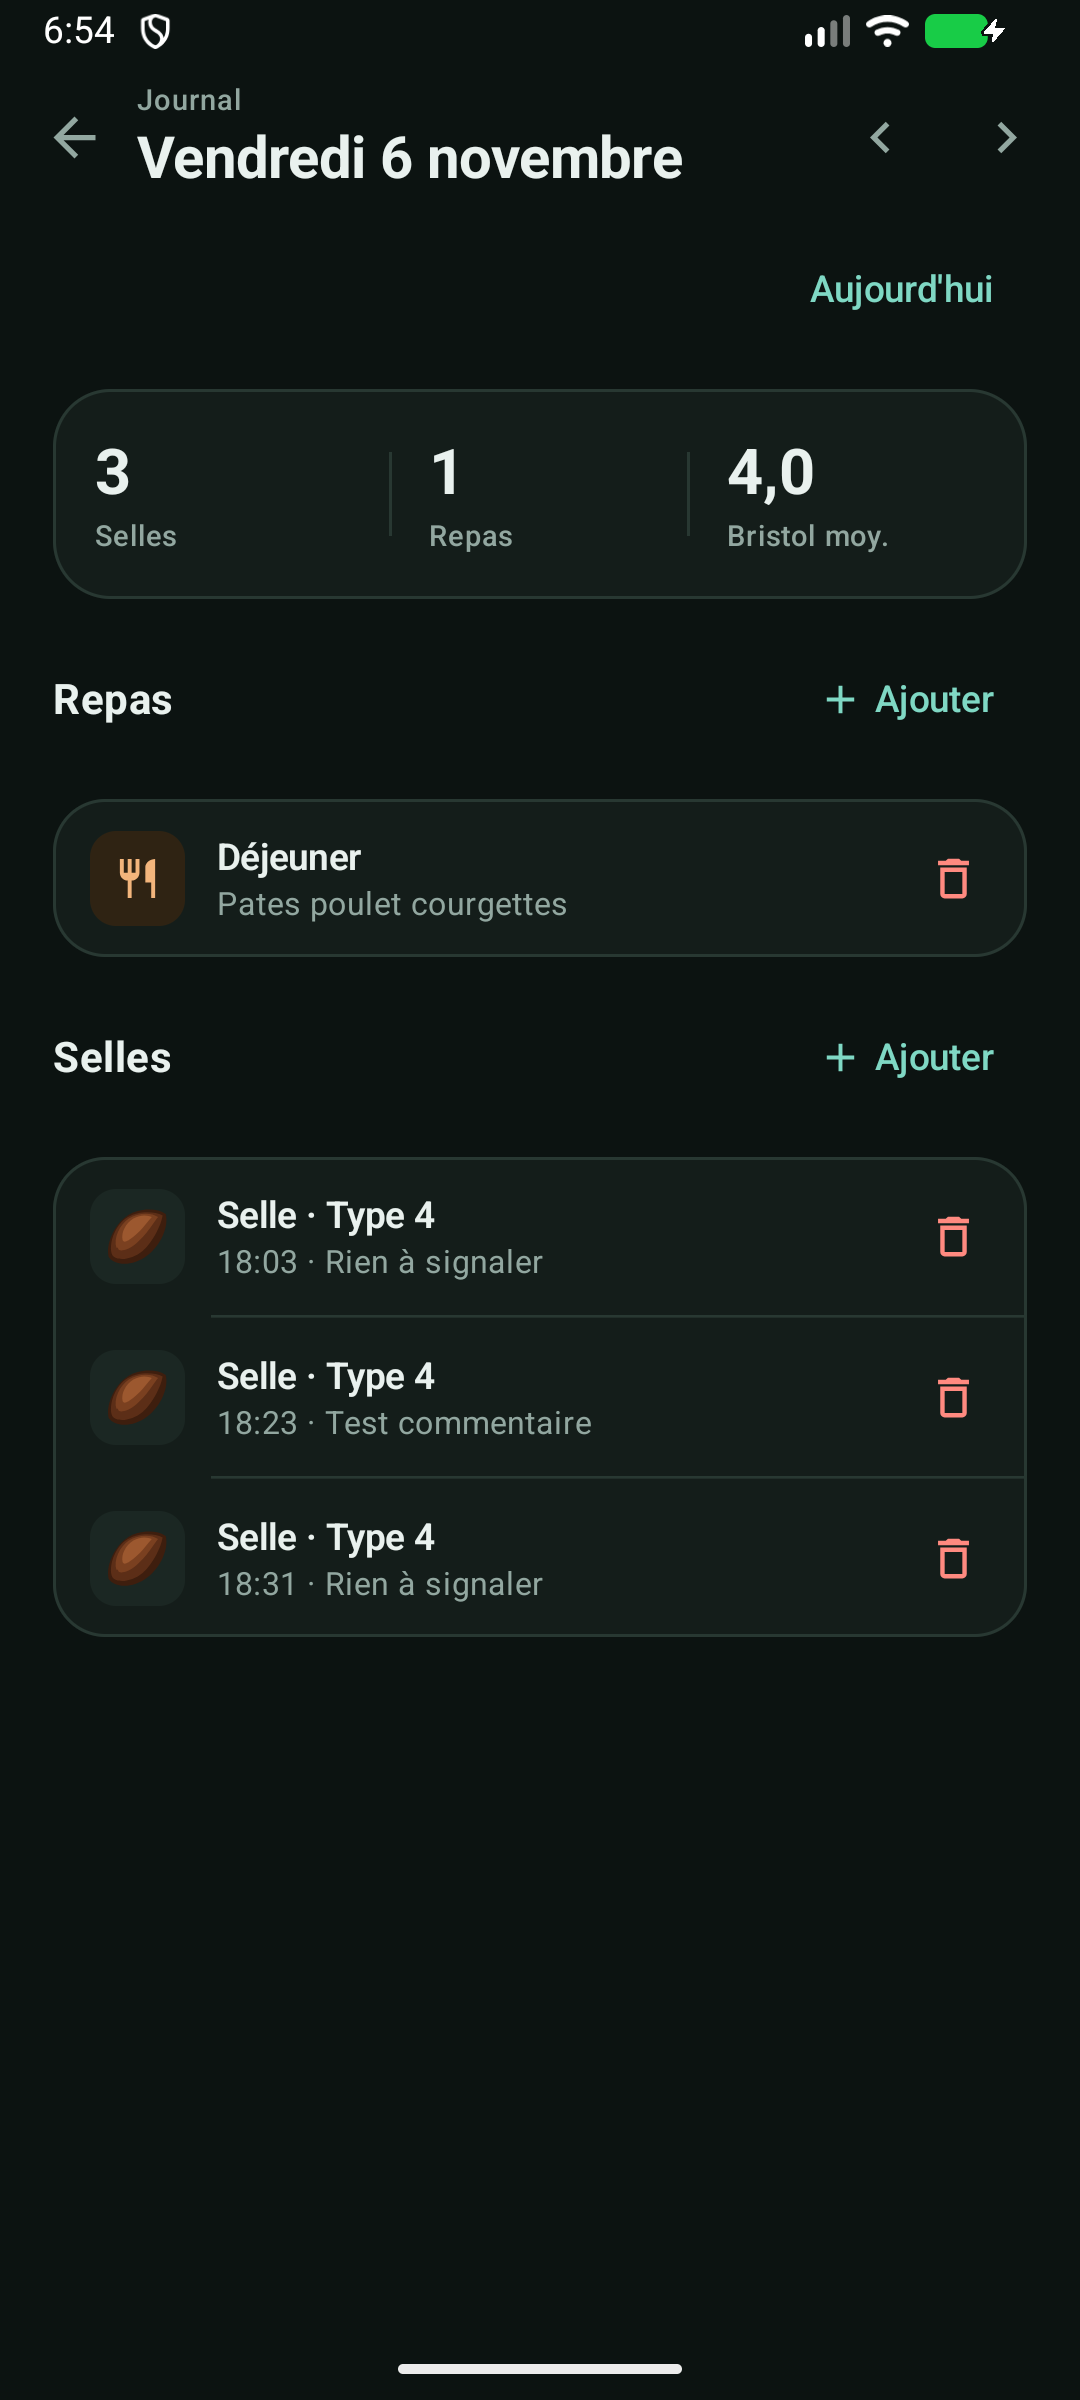 6:54
Journal
Vendredi 6 novembre
Aujourd'hui
3
Selles
1
Repas
4,0
Bristol moy.
Repas
+ Ajouter
Déjeuner
Pates poulet courgettes
Selles
+ Ajouter
Selle · Type 4
18:03 · Rien à signaler
Selle · Type 4
18:23 · Test commentaire
Selle · Type 4
18:31 · Rien à signaler